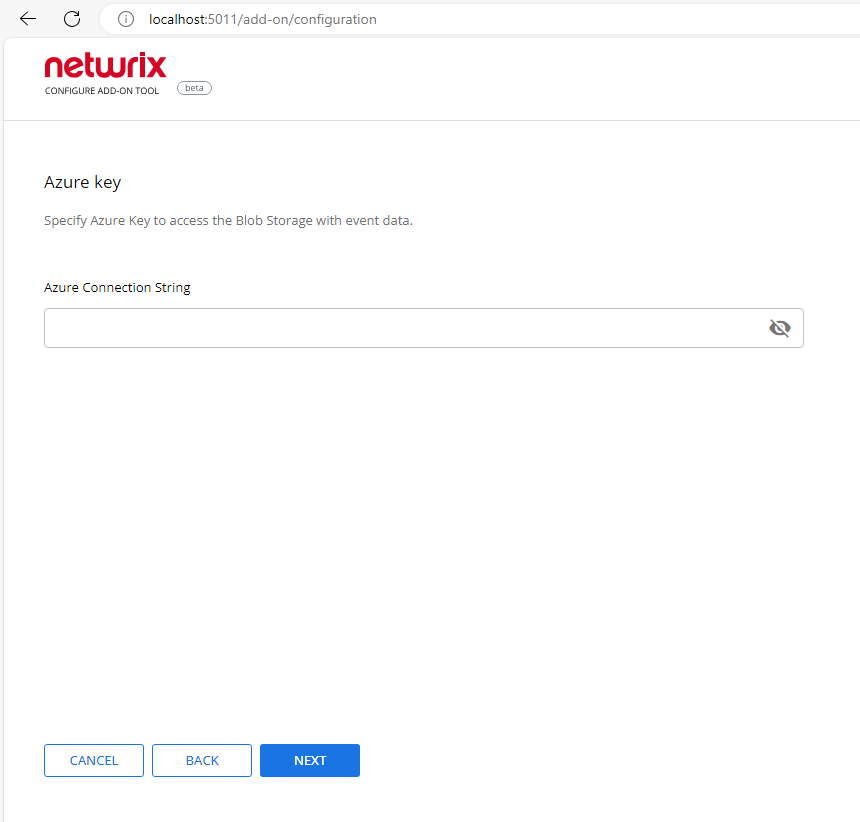 localhost:5011/add-on/configuration
netwrix
CONFIGURE ADD-ON TOOL beta
Azure key
Specify Azure Key to access the Blob Storage with event data.
Azure Connection String
CANCEL BACK NEXT